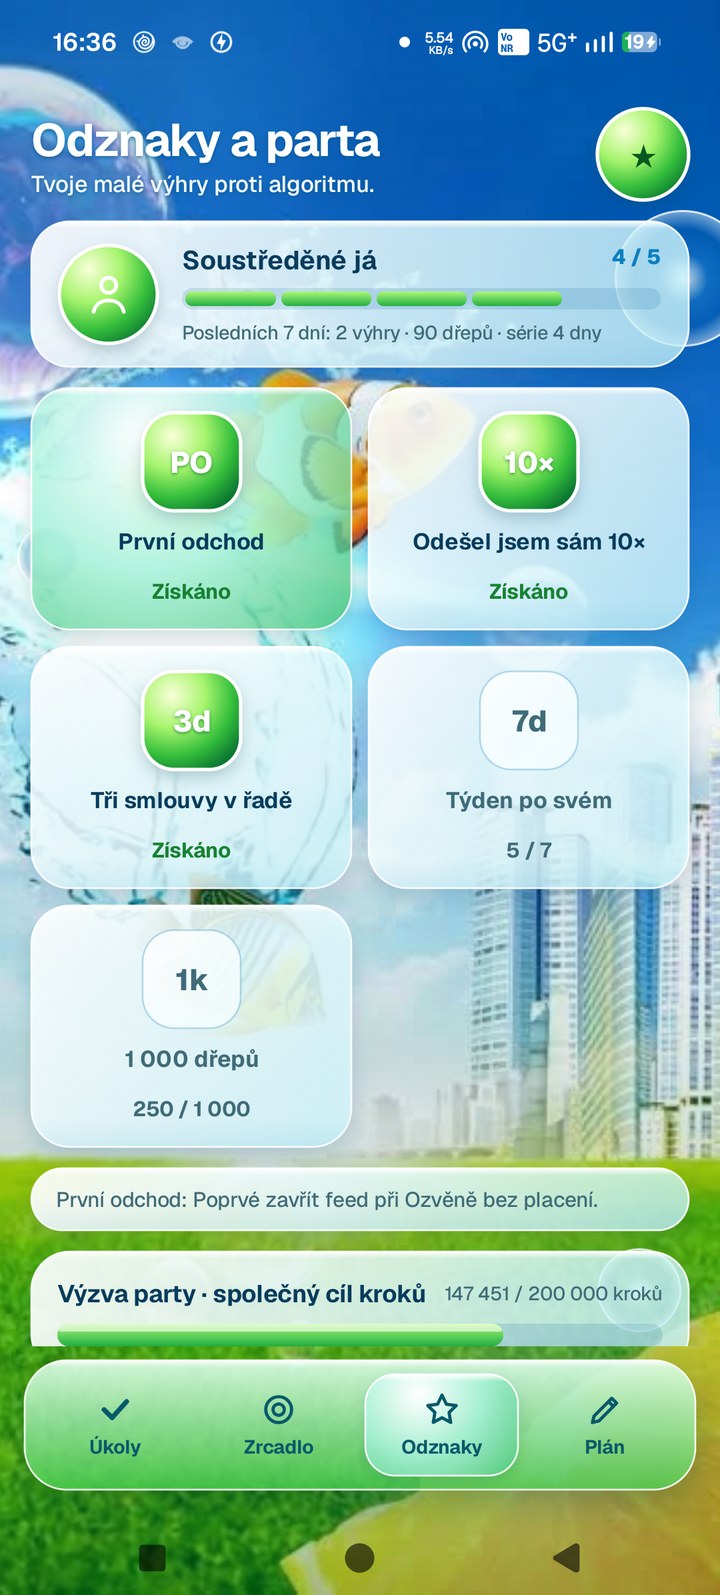 16:36
5.54 KB/s
Vo NR
5G+
19
Odznaky a parta
Tvoje malé výhry proti algoritmu.
Soustředěné já
4 / 5
Posledních 7 dní: 2 výhry · 90 dřepů · série 4 dny
PO
První odchod
Získáno
10×
Odešel jsem sám 10×
Získáno
3d
Tři smlouvy v řadě
Získáno
7d
Týden po svém
5 / 7
1k
1 000 dřepů
250 / 1 000
První odchod: Poprvé zavřít feed při Ozvěně bez placení.
Výzva party · společný cíl kroků
147 451 / 200 000 kroků
Úkoly
Zrcadlo
Odznaky
Plán